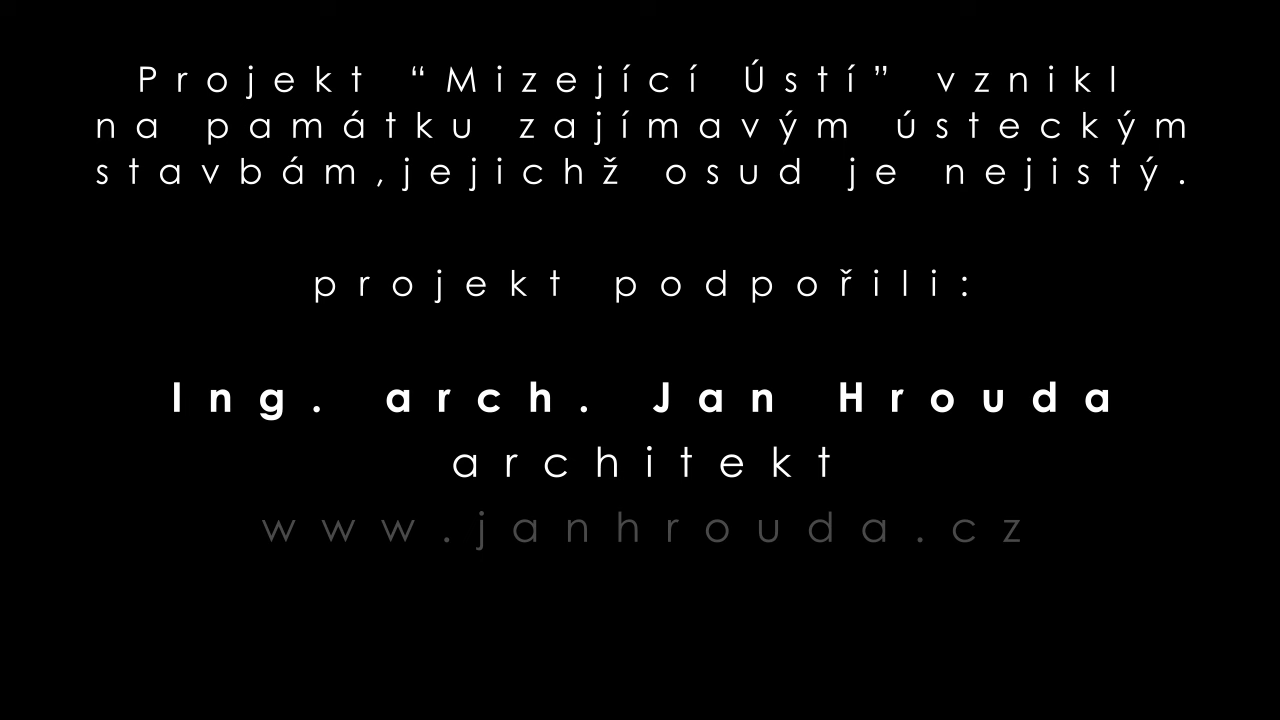 Projekt “Mizející Ústí” vznikl
na památku zajímavým ústeckým
stavbám,jejichž osud je nejistý.
projekt podpořili:
Ing. arch. Jan Hrouda
architekt
www.janhrouda.cz